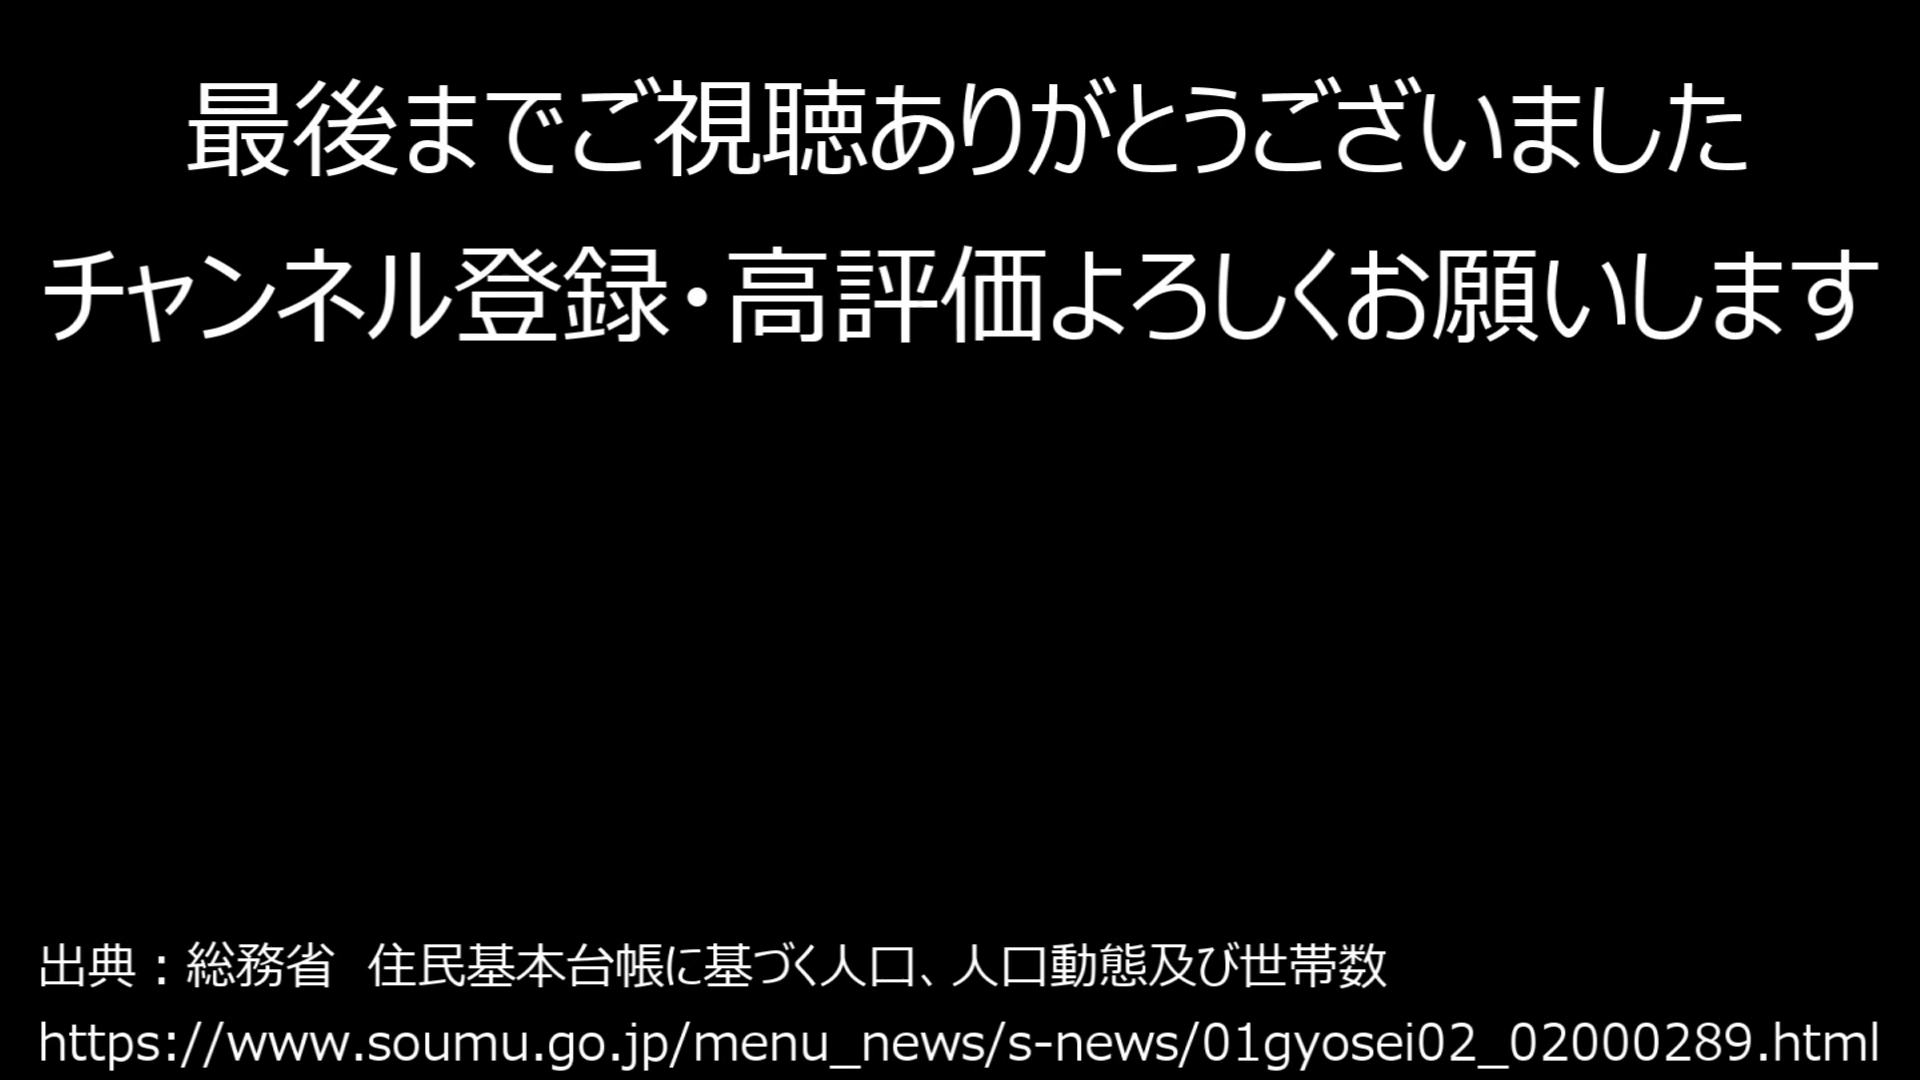 最後までご視聴ありがとうございました
チャンネル登録・高評価よろしくお願いします
出典：総務省　住民基本台帳に基づく人口、人口動態及び世帯数
https://www.soumu.go.jp/menu_news/s-news/01gyosei02_02000289.html